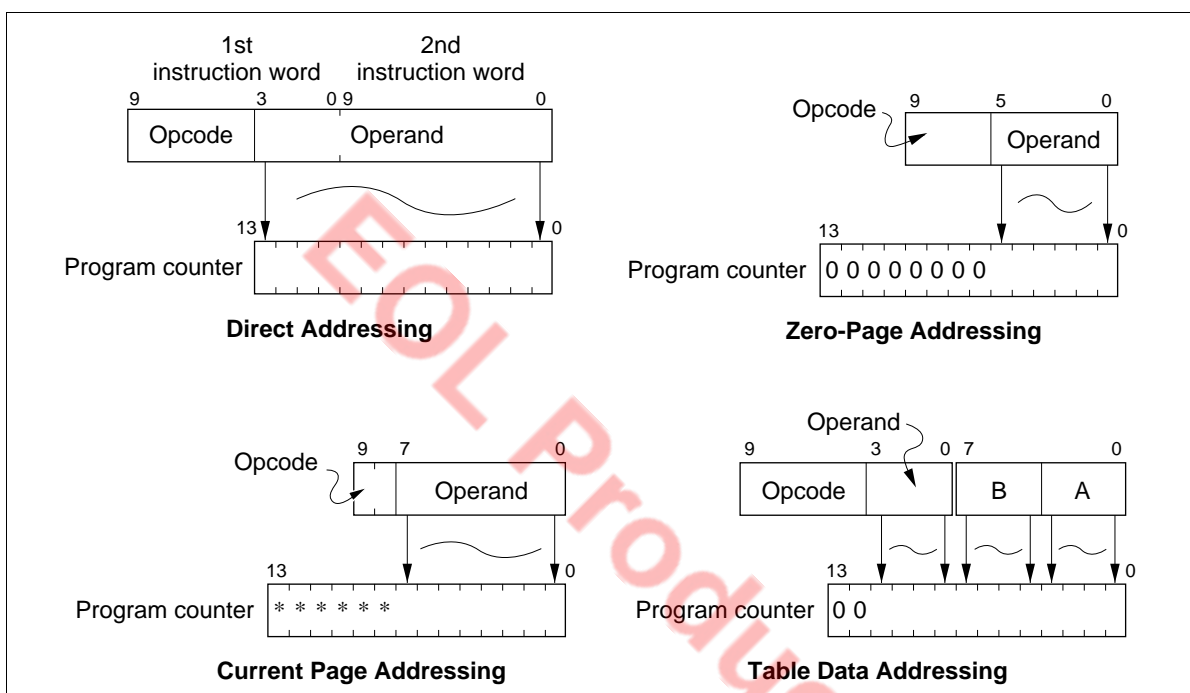 1st
instruction word
2nd
instruction word
9 3 0 9 0
Opcode Operand
13 0
Program counter
Direct Addressing
Opcode
9 5 0
Operand
13 0
Program counter 0 0 0 0 0 0 0 0
Zero-Page Addressing
Opcode
9 7 0
Operand
13 0
Program counter * * * * * *
Current Page Addressing
Operand
9 3 0 7 0
Opcode B A
13 0
Program counter 0 0
Table Data Addressing
EOL Produc